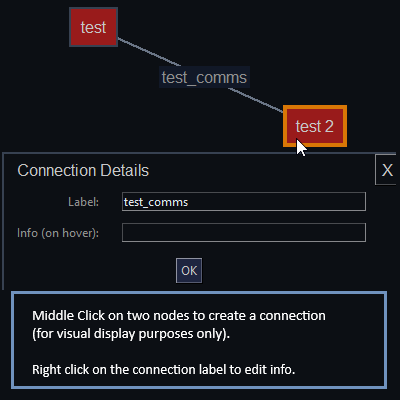 test
test_comms
test 2
Connection Details
X
Label: test_comms
Info (on hover):
OK
Middle Click on two nodes to create a connection
(for visual display purposes only).
Right click on the connection label to edit info.